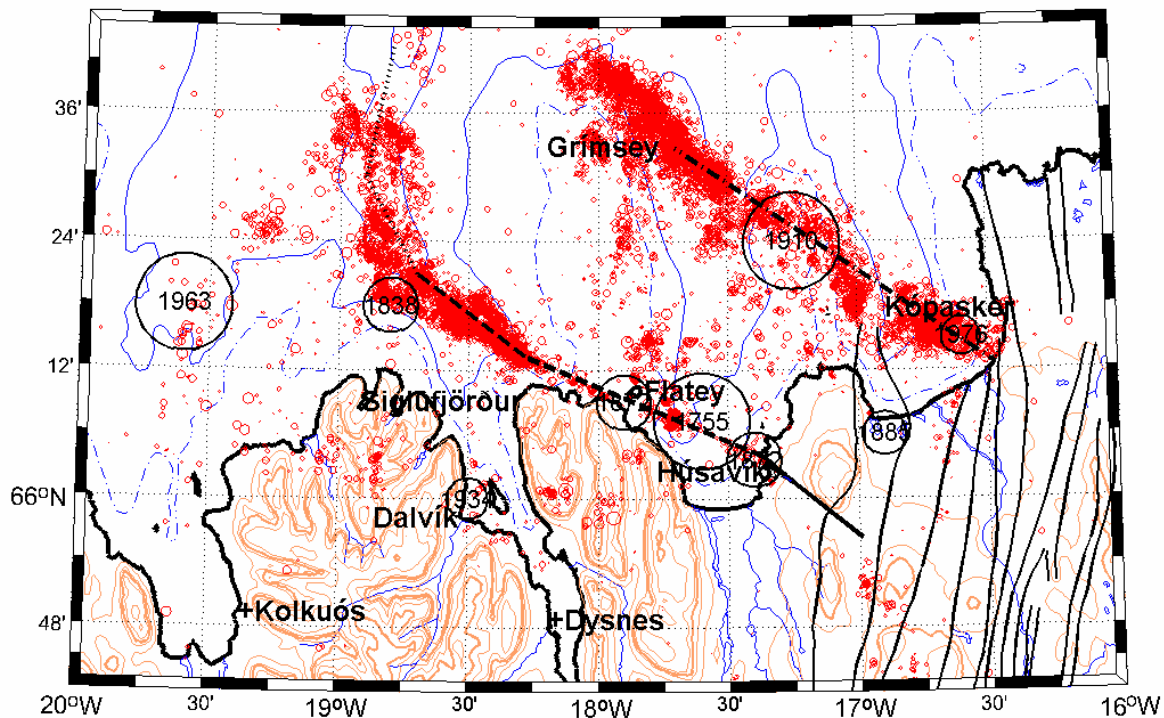 36'
Grímsey
24'
1910
1963
1838
Kópasker
1976
12'
Flatey
Siglufjörður
1755
885
Húsavík
66°N
1934
Dalvík
+Kolkuós
+Dysnes
48'
20°W
30'
19°W
30'
18°W
30'
17°W
30'
16°W